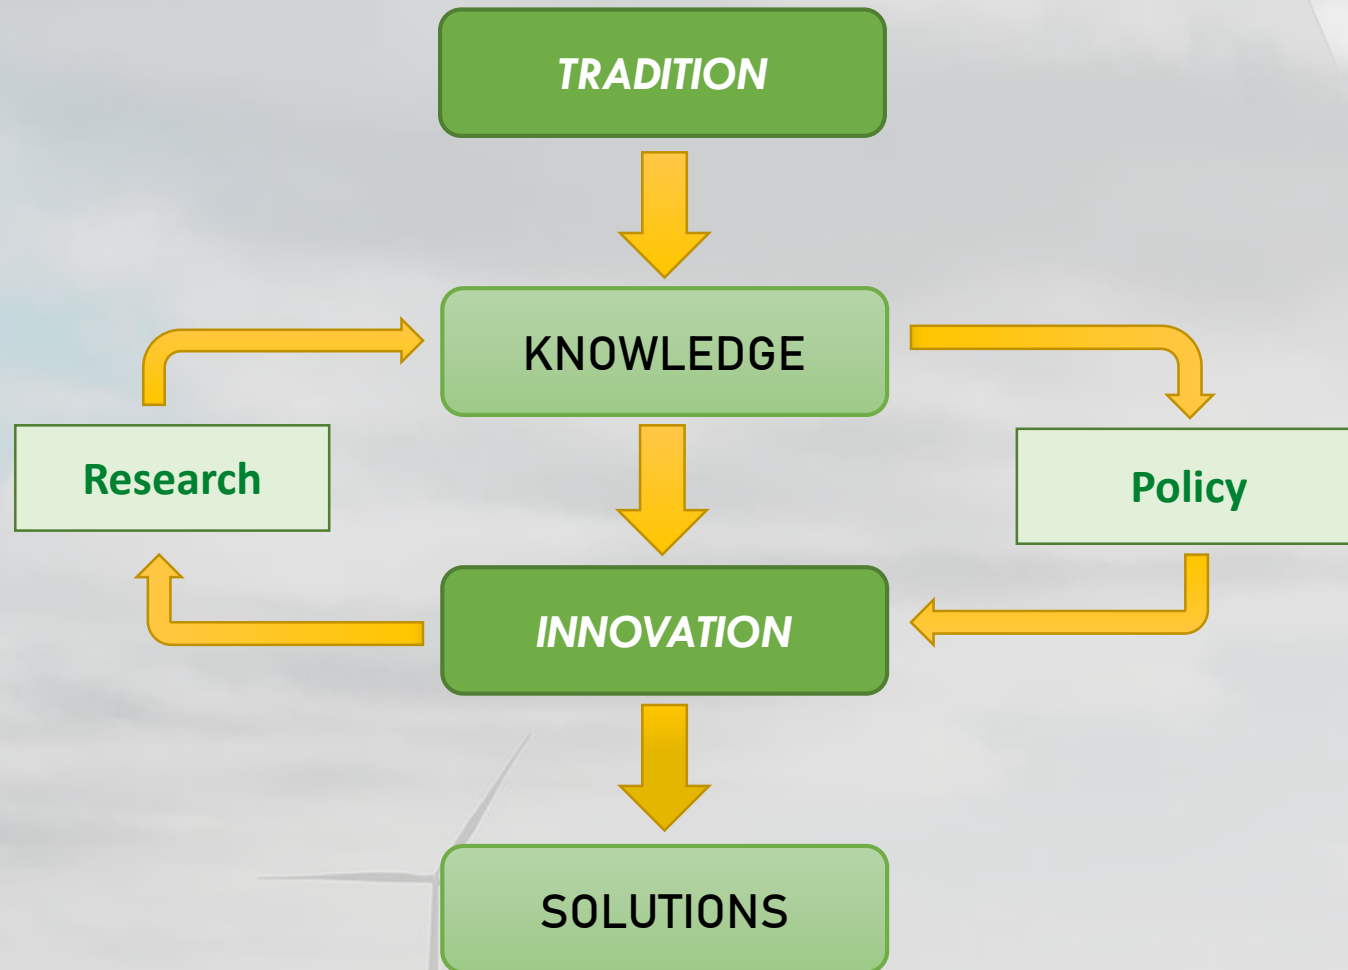 TRADITION
KNOWLEDGE
Research
Policy
INNOVATION
SOLUTIONS